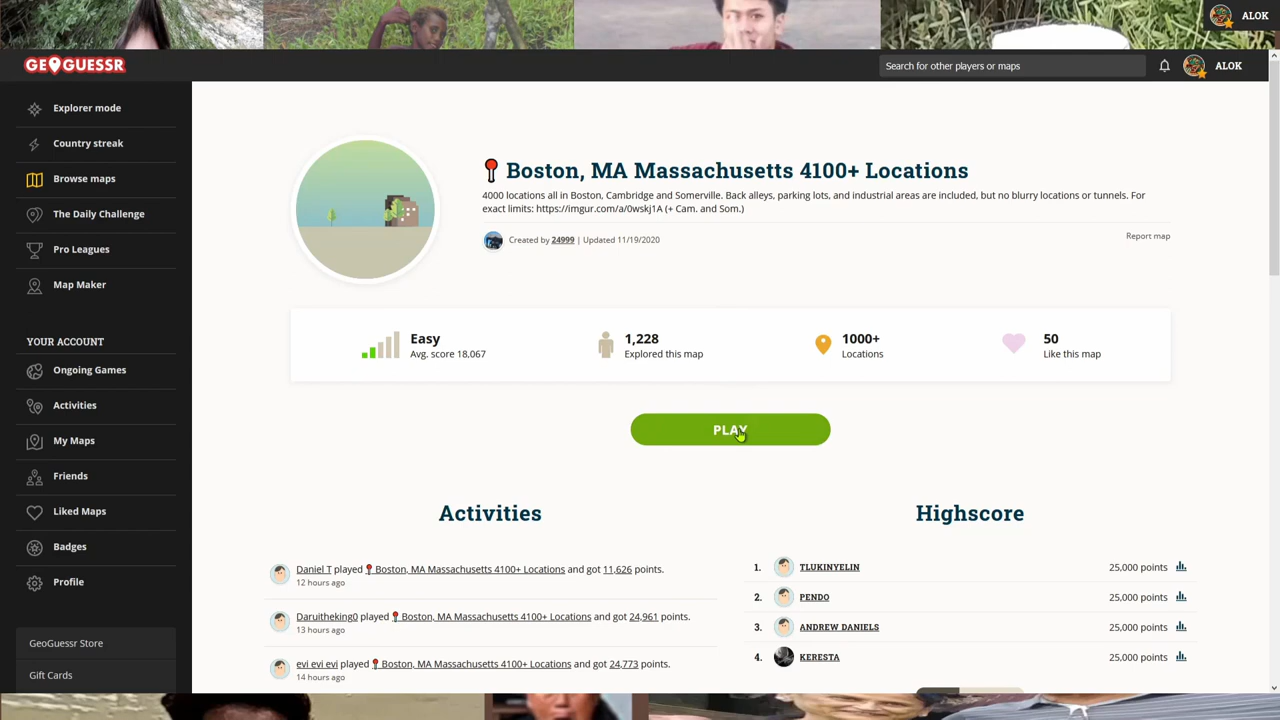 ALOK
GEOGUESSR
Search for other players or maps
ALOK
Explorer mode
Country streak
Browse maps
The Daily Challenge
Pro Leagues
Map Maker
YOUR ACCOUNT
Ongoing Games
Activities
My Maps
Friends
Liked Maps
Badges
Profile
GeoGuessr Store
Gift Cards
Boston, MA Massachusetts 4100+ Locations
4000 locations all in Boston, Cambridge and Somerville. Back alleys, parking lots, and industrial areas are included, but no blurry locations or tunnels. For
exact limits: https://imgur.com/a/0wskj1A (+ Cam. and Som.)
Created by 24999 | Updated 11/19/2020
Report map
Easy
Avg. score 18,067
1,228
Explored this map
1000+
Locations
50
Like this map
PLAY
Activities
Daniel T played Boston, MA Massachusetts 4100+ Locations and got 11,626 points.
12 hours ago
Daruitheking0 played Boston, MA Massachusetts 4100+ Locations and got 24,961 points.
13 hours ago
evi evi evi played Boston, MA Massachusetts 4100+ Locations and got 24,773 points.
14 hours ago
Highscore
1. TLUKINYELIN 25,000 points
2. PENDO 25,000 points
3. ANDREW DANIELS 25,000 points
4. KERESTA 25,000 points